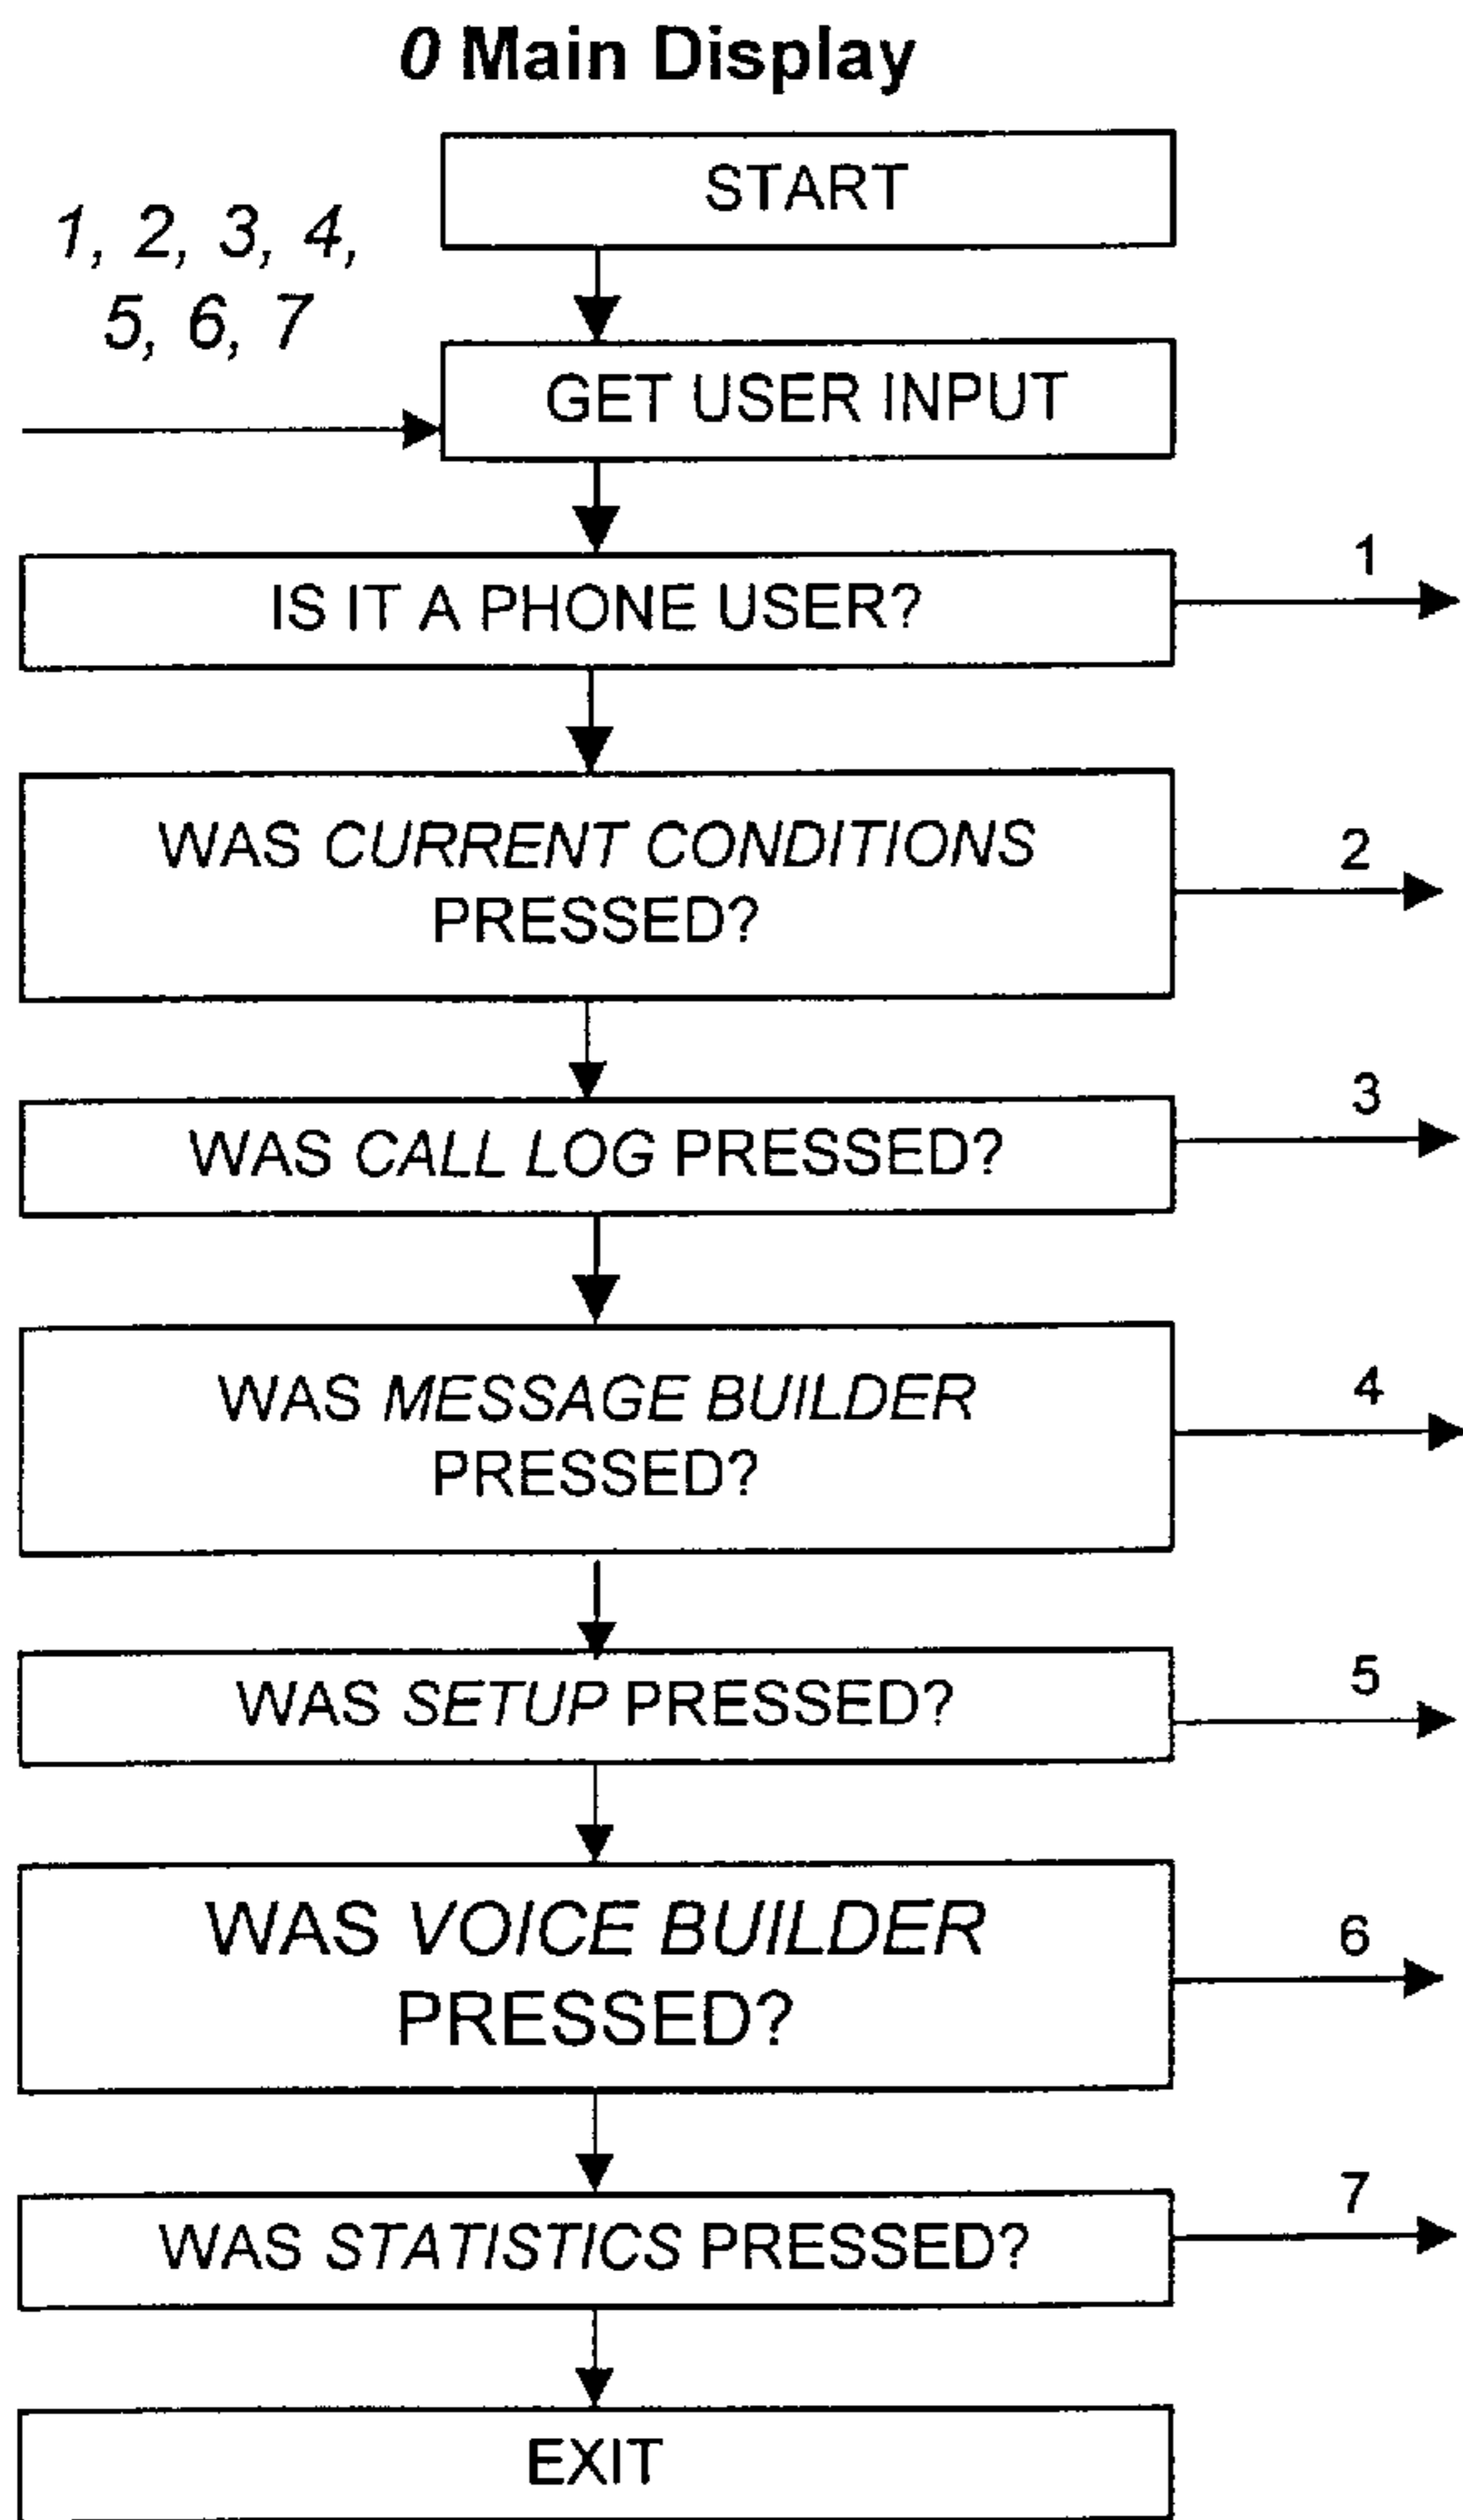 0 Main Display
START
1, 2, 3, 4,
5, 6, 7
GET USER INPUT
IS IT A PHONE USER?
1
WAS CURRENT CONDITIONS
PRESSED?
2
WAS CALL LOG PRESSED?
3
WAS MESSAGE BUILDER
PRESSED?
4
WAS SETUP PRESSED?
5
WAS VOICE BUILDER
PRESSED?
6
WAS STATISTICS PRESSED?
7
EXIT